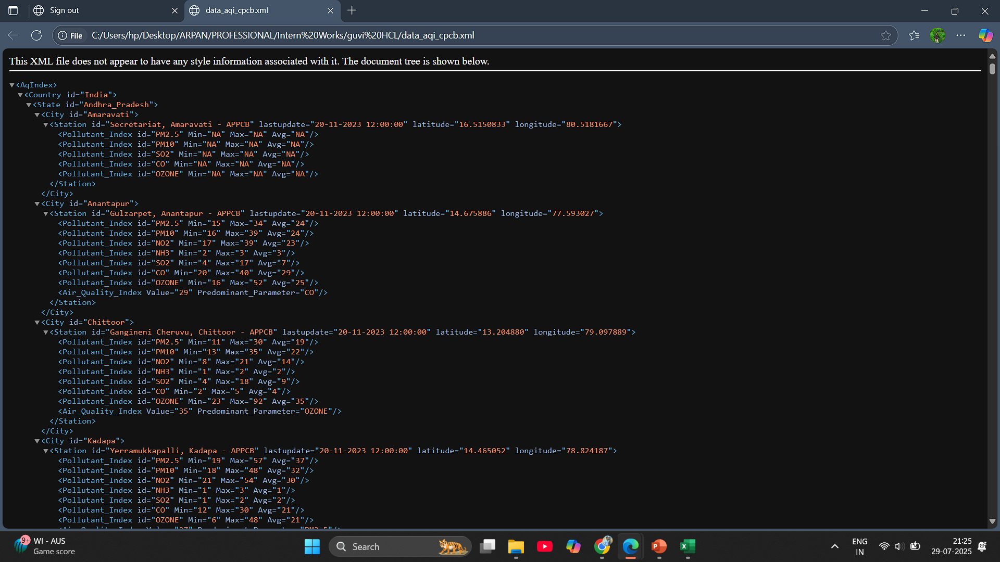 Sign out
data_aqi_cpcb.xml
File
C:/Users/hp/Desktop/ARPAN/PROFESSIONAL/Intern%20Works/guvi%20HCL/data_aqi_cpcb.xml
This XML file does not appear to have any style information associated with it. The document tree is shown below.
<AqIndex>
<Country id="India">
<State id="Andhra_Pradesh">
<City id="Amaravati">
<Station id="Secretariat, Amaravati - APPCB" lastupdate="20-11-2023 12:00:00" latitude="16.5150833" longitude="80.5181667">
<Pollutant_Index id="PM2.5" Min="NA" Max="NA" Avg="NA"/>
<Pollutant_Index id="PM10" Min="NA" Max="NA" Avg="NA"/>
<Pollutant_Index id="SO2" Min="NA" Max="NA" Avg="NA"/>
<Pollutant_Index id="CO" Min="NA" Max="NA" Avg="NA"/>
<Pollutant_Index id="OZONE" Min="NA" Max="NA" Avg="NA"/>
</Station>
</City>
<City id="Anantapur">
<Station id="Gulzarpet, Anantapur - APPCB" lastupdate="20-11-2023 12:00:00" latitude="14.675886" longitude="77.593027">
<Pollutant_Index id="PM2.5" Min="15" Max="34" Avg="24"/>
<Pollutant_Index id="PM10" Min="16" Max="39" Avg="24"/>
<Pollutant_Index id="NO2" Min="17" Max="39" Avg="23"/>
<Pollutant_Index id="NH3" Min="2" Max="3" Avg="3"/>
<Pollutant_Index id="SO2" Min="4" Max="17" Avg="7"/>
<Pollutant_Index id="CO" Min="20" Max="40" Avg="29"/>
<Pollutant_Index id="OZONE" Min="16" Max="52" Avg="25"/>
<Air_Quality_Index Value="29" Predominant_Parameter="CO"/>
</Station>
</City>
<City id="Chittoor">
<Station id="Gangineni Cheruvu, Chittoor - APPCB" lastupdate="20-11-2023 12:00:00" latitude="13.204880" longitude="79.097889">
<Pollutant_Index id="PM2.5" Min="11" Max="30" Avg="19"/>
<Pollutant_Index id="PM10" Min="13" Max="35" Avg="22"/>
<Pollutant_Index id="NO2" Min="8" Max="21" Avg="14"/>
<Pollutant_Index id="NH3" Min="1" Max="2" Avg="2"/>
<Pollutant_Index id="SO2" Min="4" Max="18" Avg="9"/>
<Pollutant_Index id="CO" Min="2" Max="5" Avg="4"/>
<Pollutant_Index id="OZONE" Min="23" Max="92" Avg="35"/>
<Air_Quality_Index Value="35" Predominant_Parameter="OZONE"/>
</Station>
</City>
<City id="Kadapa">
<Station id="Yerramukkapalli, Kadapa - APPCB" lastupdate="20-11-2023 12:00:00" latitude="14.465052" longitude="78.824187">
<Pollutant_Index id="PM2.5" Min="19" Max="57" Avg="37"/>
<Pollutant_Index id="PM10" Min="18" Max="48" Avg="32"/>
<Pollutant_Index id="NO2" Min="21" Max="54" Avg="30"/>
<Pollutant_Index id="NH3" Min="1" Max="3" Avg="1"/>
<Pollutant_Index id="SO2" Min="1" Max="2" Avg="2"/>
<Pollutant_Index id="CO" Min="12" Max="30" Avg="21"/>
<Pollutant_Index id="OZONE" Min="6" Max="48" Avg="21"/>
<Air_Quality_Index Value="37" Predominant_Parameter="PM2.5"/>
9+
WI - AUS
Game score
Search
ENG
IN
21:25
29-07-2025